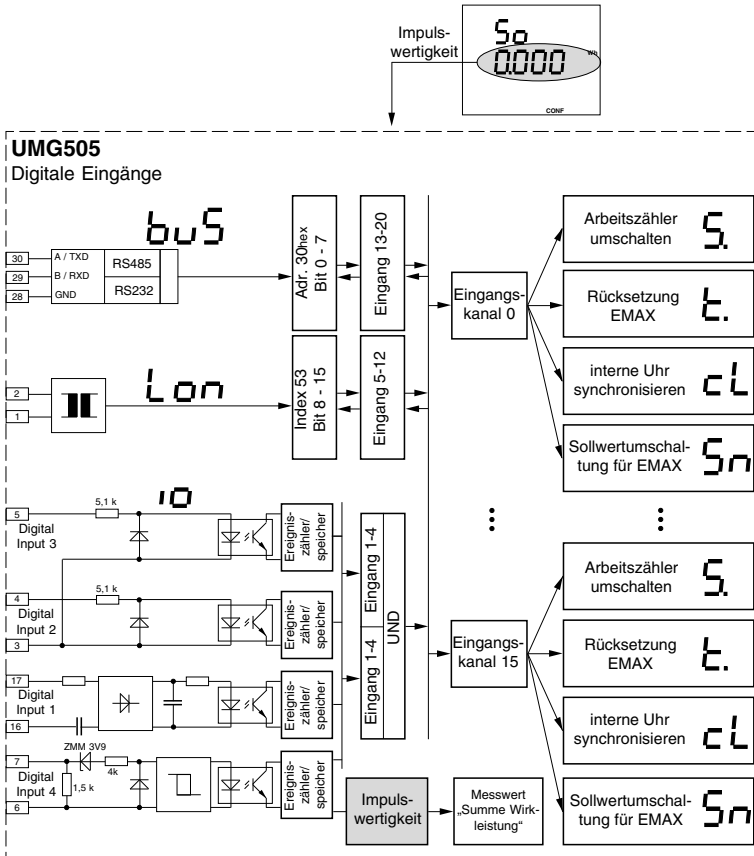 Impuls-
wertigkeit
So
0.000
Wh
CONF
UMG505
Digitale Eingänge
buS
30
A / TXD
29
B / RXD
28
GND
RS485
RS232
Adr. 30hex
Bit 0 - 7
Eingang 13-20
Eingangs-
kanal 0
Arbeitszähler
umschalten
S.
Rücksetzung
EMAX
t.
interne Uhr
synchronisieren
cL
Sollwertumschal-
tung für EMAX
Sn
Lon
2
1
Index 53
Bit 8 - 15
Eingang 5-12
io
5
5,1 k
Digital
Input 3
Ereignis-
zähler/
speicher
4
5,1 k
Digital
Input 2
3
Ereignis-
zähler/
speicher
17
Digital
Input 1
16
Ereignis-
zähler/
speicher
7
ZMM 3V9
4k
Digital
Input 4
1,5 k
6
Ereignis-
zähler/
speicher
Eingang 1-4
Eingang 1-4
UND
Eingangs-
kanal 15
Arbeitszähler
umschalten
S.
Rücksetzung
EMAX
t.
interne Uhr
synchronisieren
cL
Sollwertumschal-
tung für EMAX
Sn
Impuls-
wertigkeit
Messwert
„Summe Wirk-
leistung“